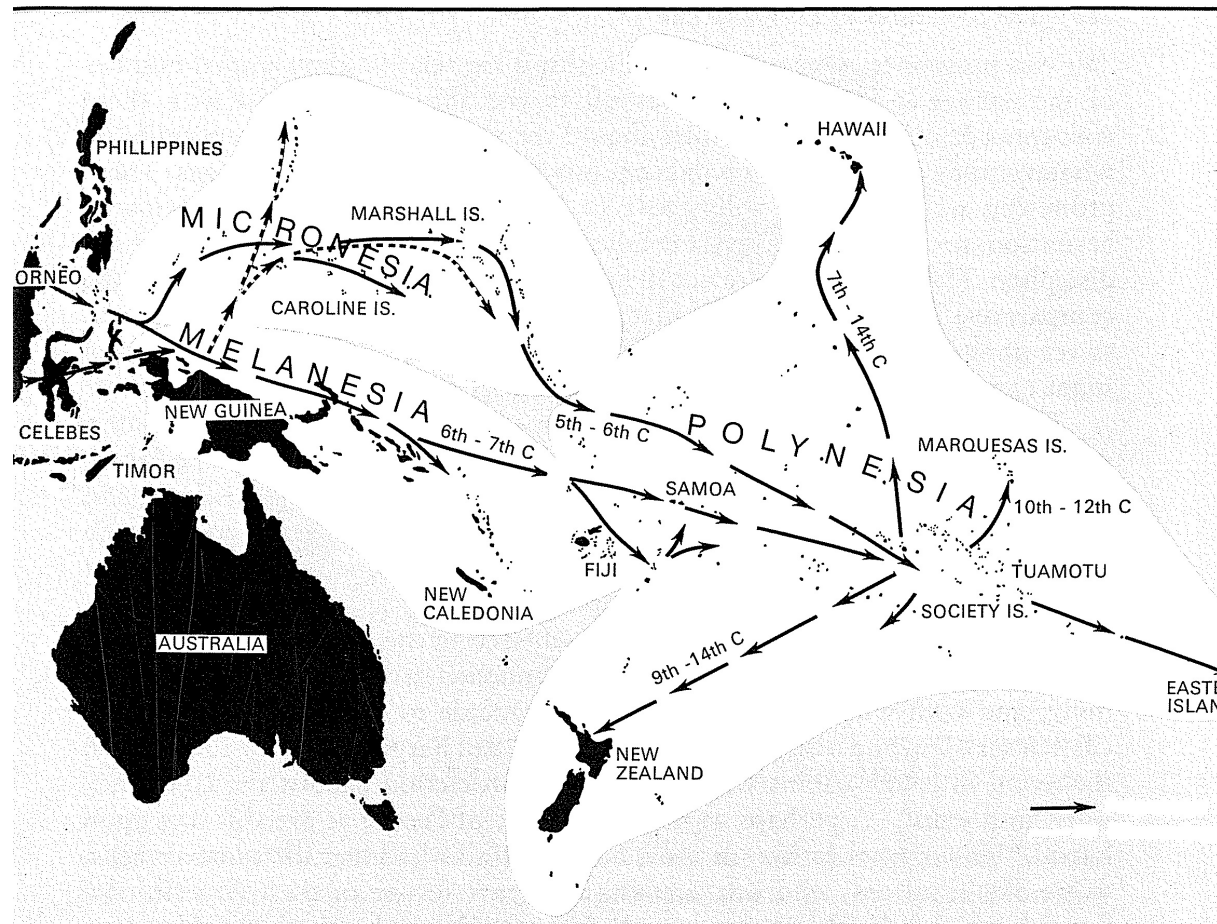 HAWAII
PHILLIPPINES
MARSHALL IS.
MICRONESIA
ORNEO
CAROLINE IS.
7th - 14th C
MELANESIA
NEW GUINEA
5th - 6th C
POLYNESIA
CELEBES
6th - 7th C
MARQUESAS IS.
TIMOR
SAMOA
10th - 12th C
FIJI
TUAMOTU
NEW
CALEDONIA
SOCIETY IS.
AUSTRALIA
9th -14th C
EASTE
ISLAN
NEW
ZEALAND